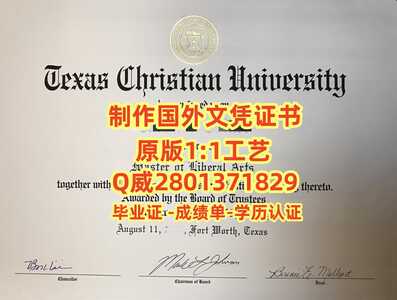 Texas Christian University
制作国外文凭证书
原版1:1工艺
Master of Liberal Arts
together with
thereto.
Q威2801371829
Awarded by the Board of Trustees
毕业证-成绩单-学历认证
August 11, Fort Worth, Texas
Chancellor
Chairman of Board
Dean